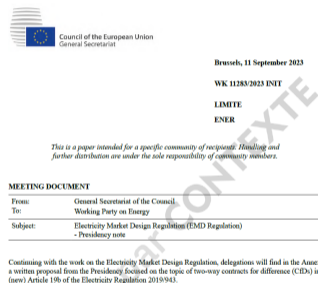 Council of the European Union
General Secretariat
Brussels, 11 September 2023
WK 11283/2023 INIT
LIMITE
ENER
This is a paper intended for a specific community of recipients. Handling and
further distribution are under the sole responsibility of community members.
par CONTEXTE
MEETING DOCUMENT
From: General Secretariat of the Council
To: Working Party on Energy
Subject: Electricity Market Design Regulation (EMD Regulation)
- Presidency note
Continuing with the work on the Electricity Market Design Regulation, delegations will find in the Anne
a written proposal from the Presidency focused on the topic of two-way contracts for difference (CfDs) i
(new) Article 19b of the Electricity Regulation 2019/943.